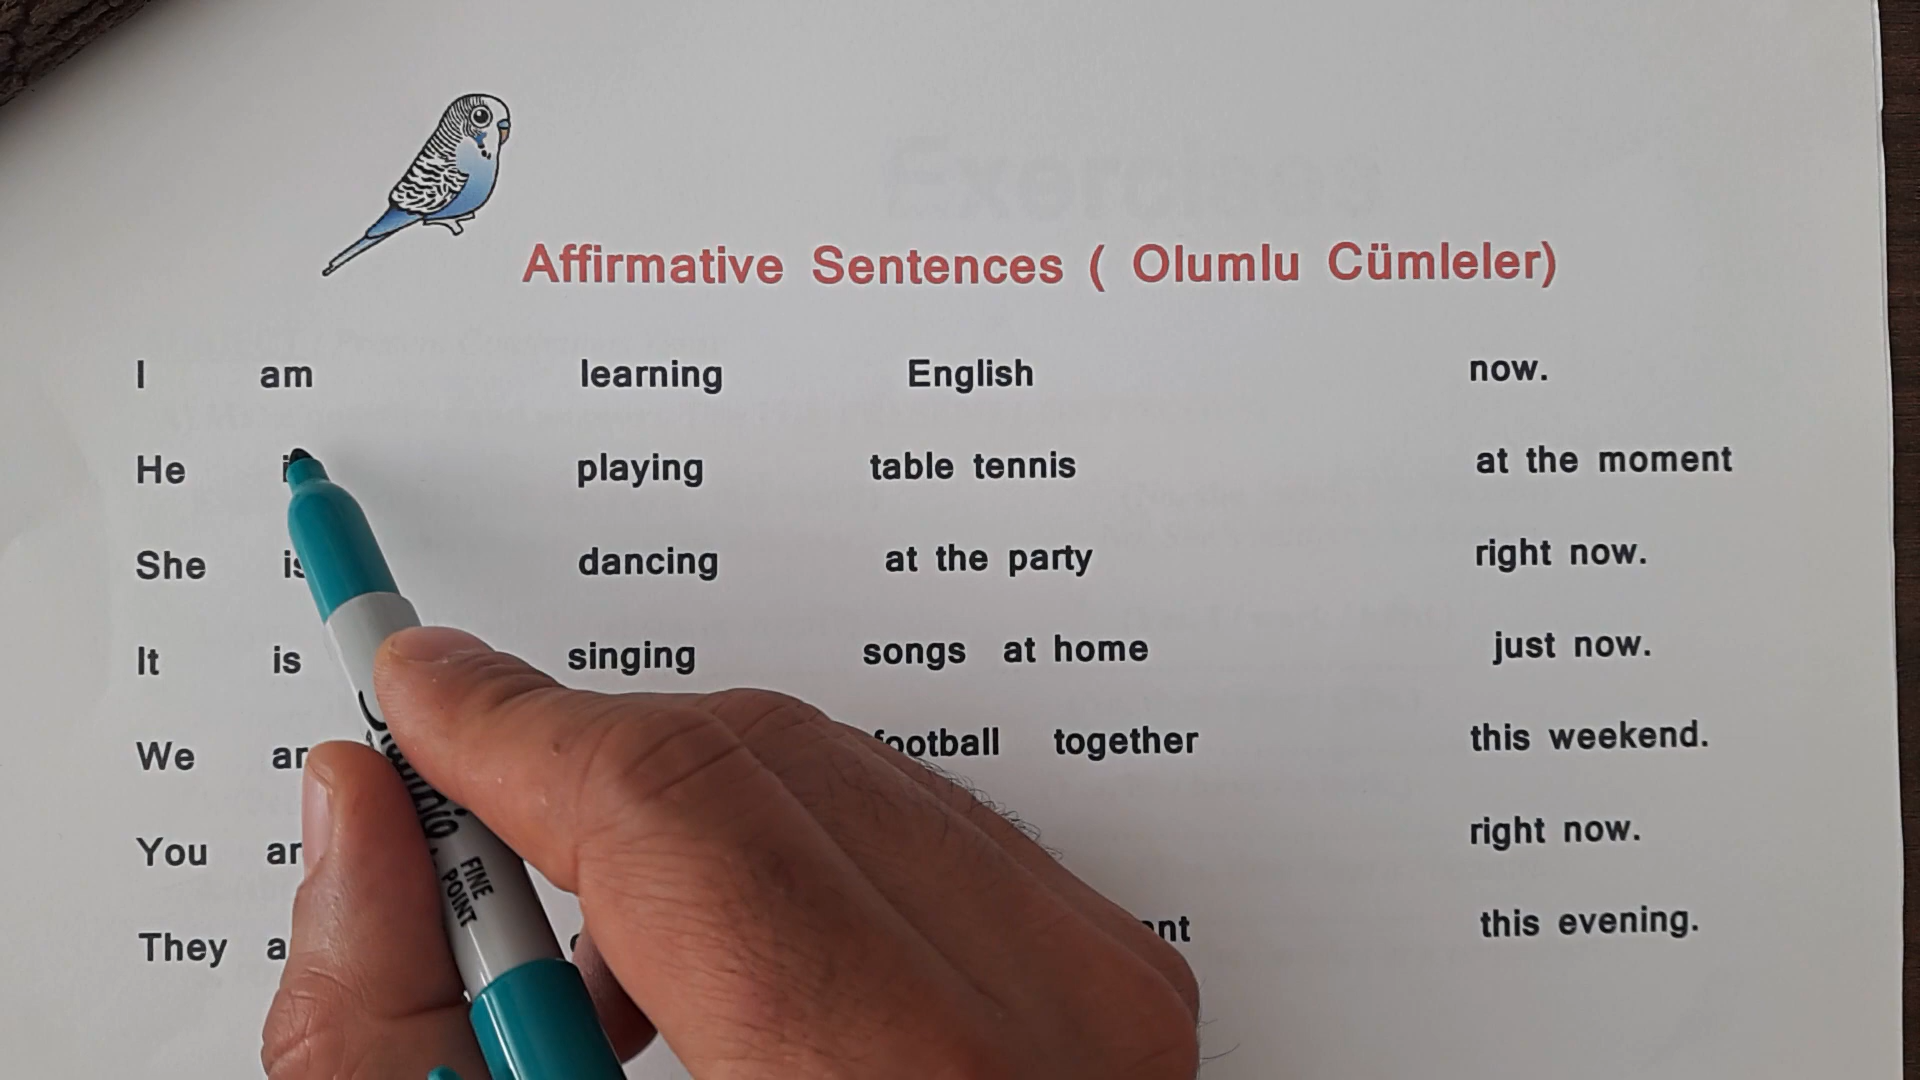 Affirmative Sentences ( Olumlu Cümleler)
I am learning English now.
He playing table tennis at the moment
She is dancing at the party right now.
It is singing songs at home just now.
We football together this weekend.
You right now.
They this evening.
FINE
POINT